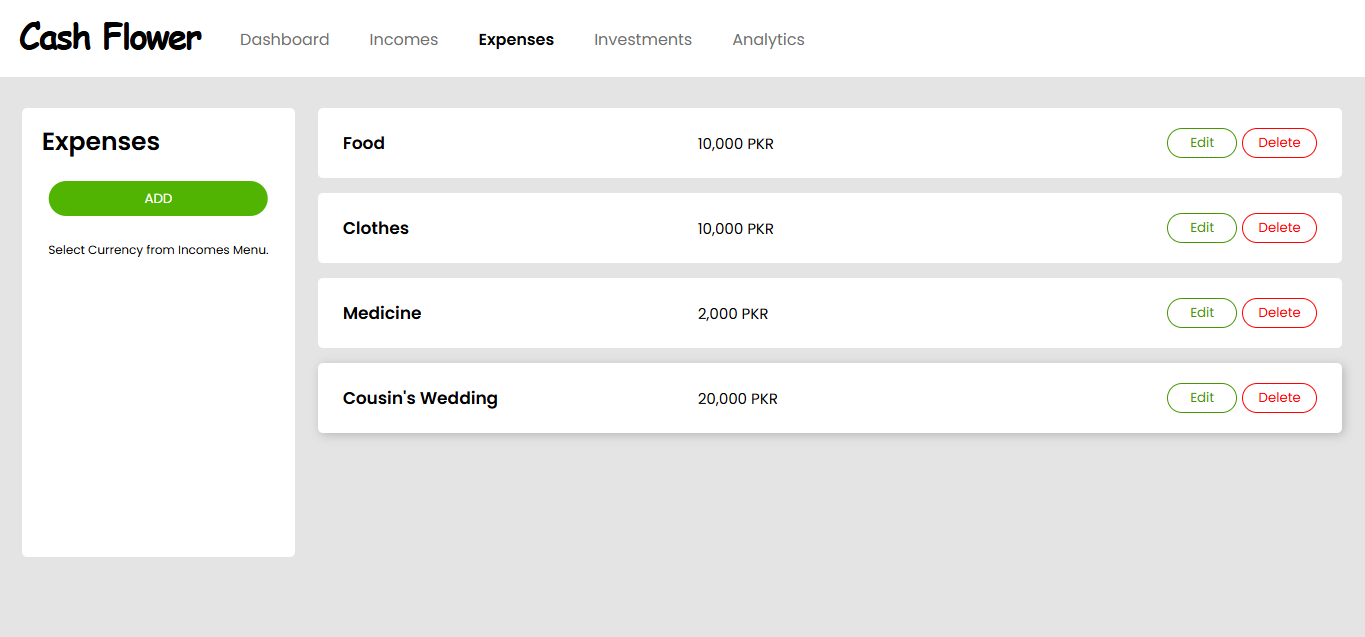 Cash Flower Dashboard Incomes Expenses Investments Analytics
Expenses
ADD
Select Currency from Incomes Menu.
Food 10,000 PKR Edit Delete
Clothes 10,000 PKR Edit Delete
Medicine 2,000 PKR Edit Delete
Cousin's Wedding 20,000 PKR Edit Delete